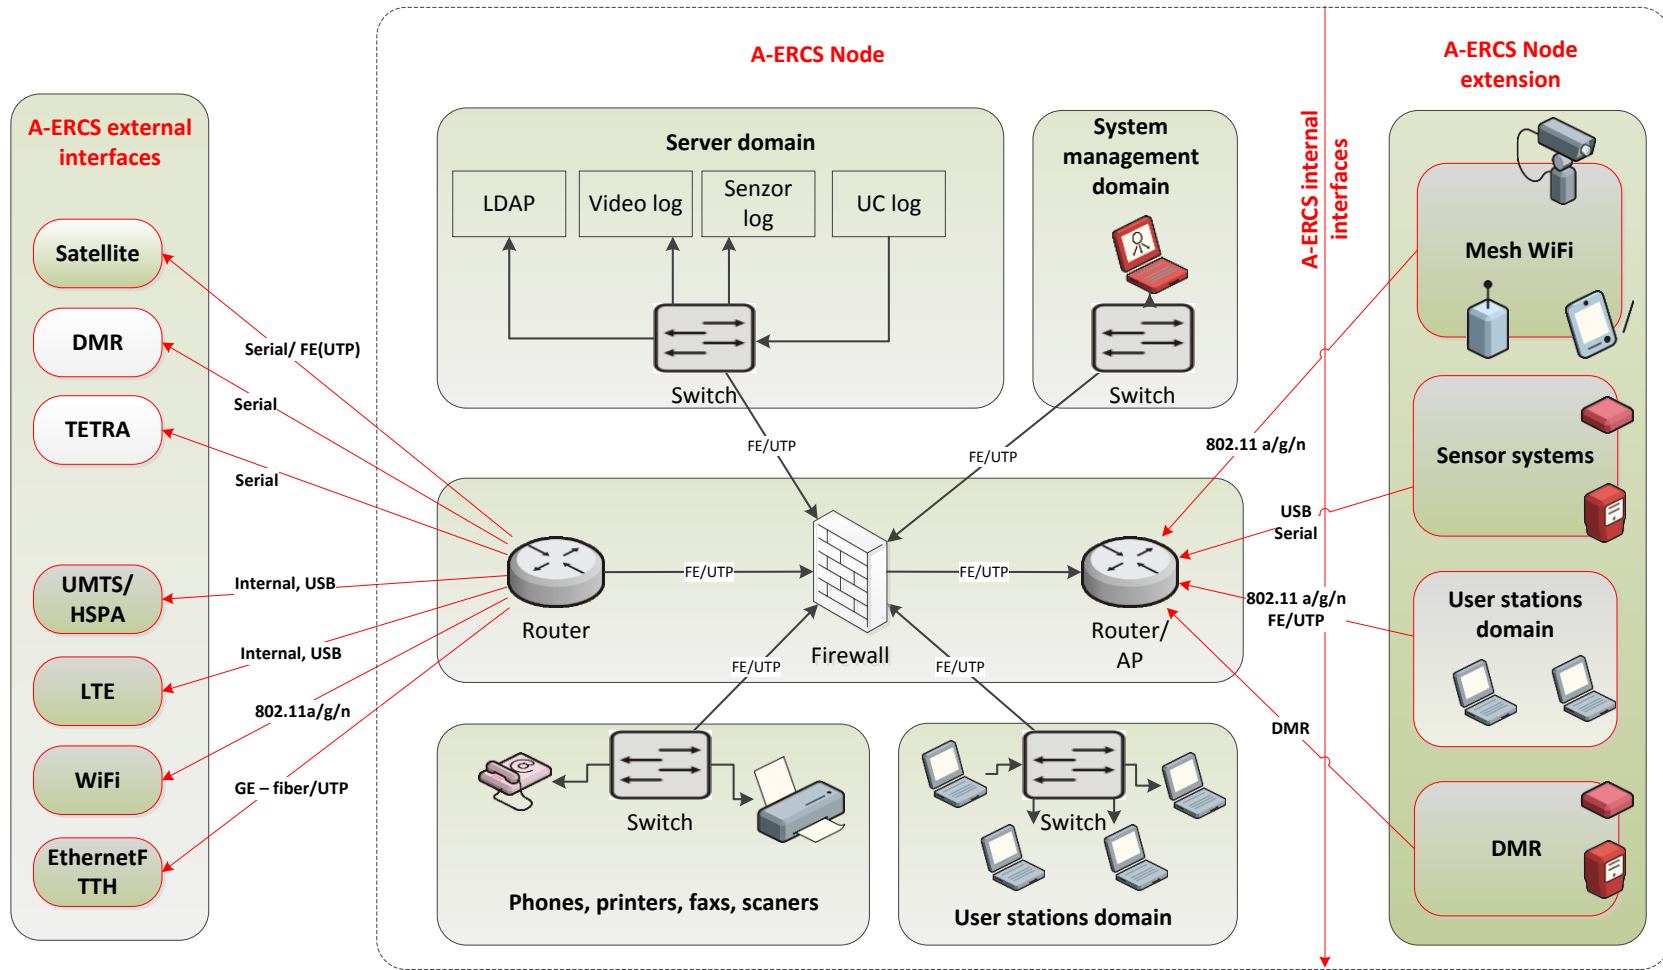 A-ERCS Node
A-ERCS Node
extension
A-ERCS external
interfaces
Satellite
DMR
TETRA
UMTS/
HSPA
LTE
WiFi
EthernetF
TTH
Serial/ FE(UTP)
Serial
Serial
Internal, USB
Internal, USB
802.11a/g/n
GE – fiber/UTP
Server domain
LDAP
Video log
Senzor
log
UC log
Switch
System
management
domain
Switch
FE/UTP
FE/UTP
Router
FE/UTP
Firewall
FE/UTP
Router/
AP
FE/UTP
FE/UTP
Switch
Phones, printers, faxs, scaners
Switch
User stations domain
A-ERCS internal
interfaces
802.11 a/g/n
USB
Serial
802.11 a/g/n
FE/UTP
DMR
Mesh WiFi
Sensor systems
User stations
domain
DMR